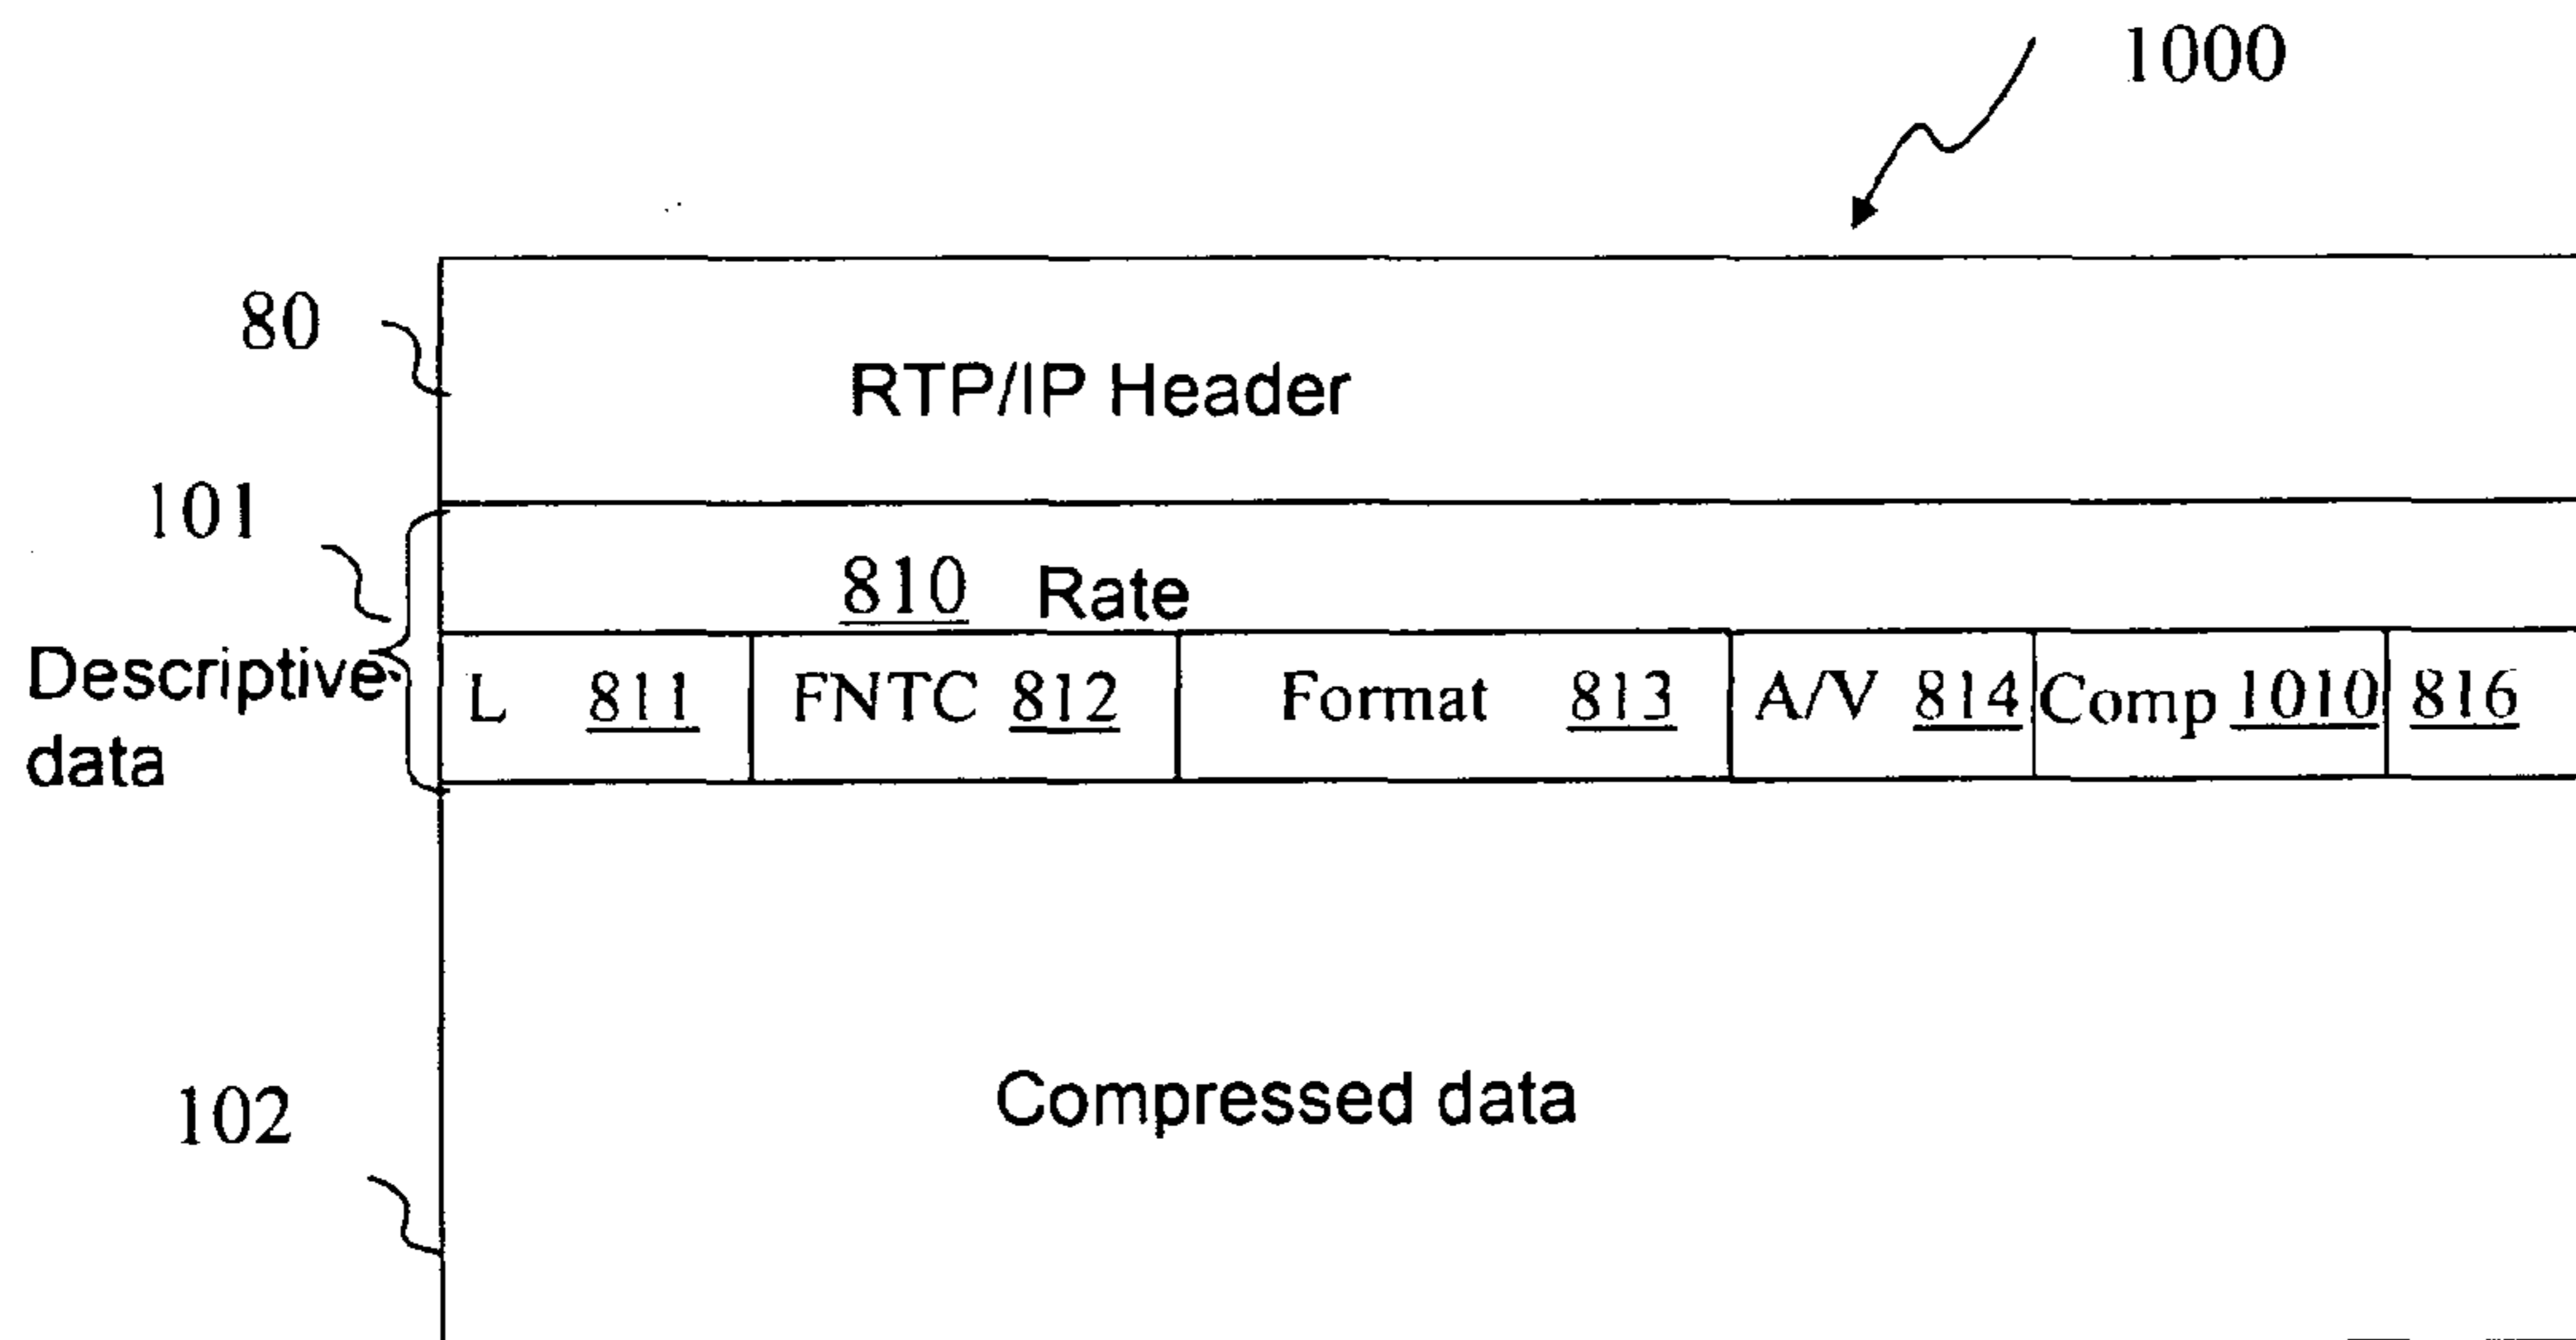 1000
80
RTP/IP Header
101
810 Rate
Descriptive data
L 811 FNTC 812 Format 813 A/V 814 Comp 1010 816
102
Compressed data